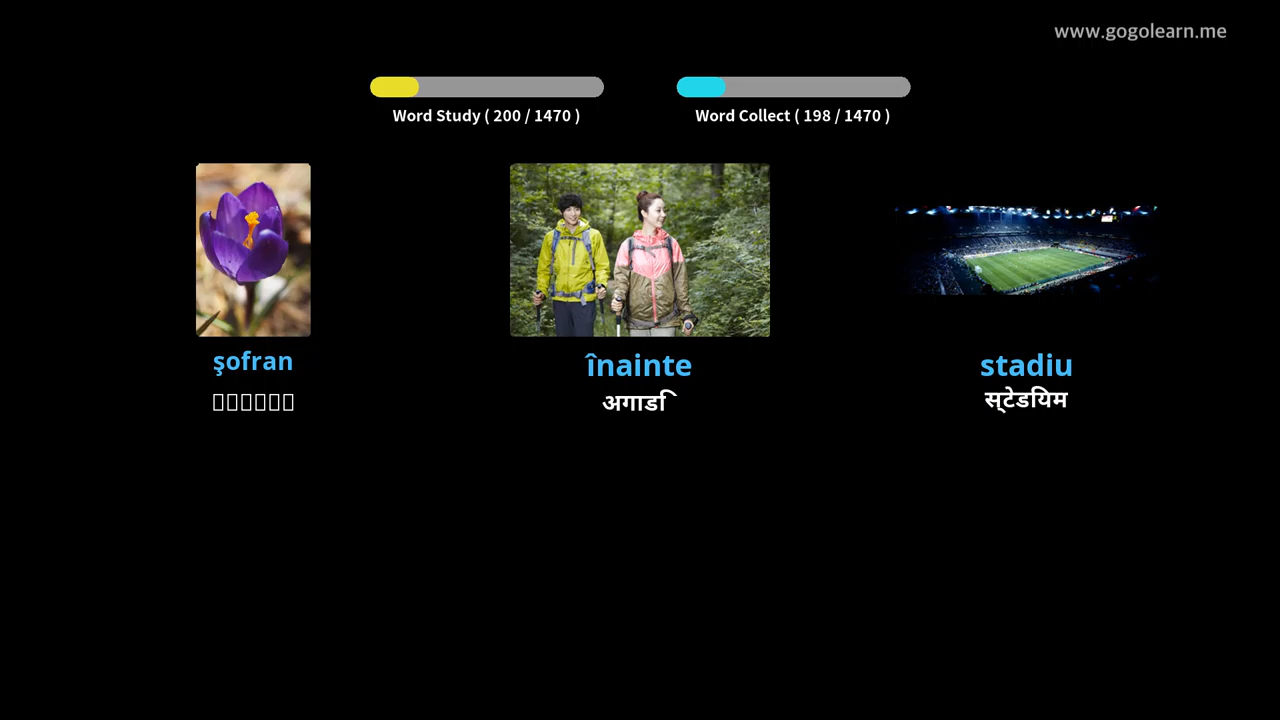 www.gogolearn.me
Word Study ( 200 / 1470 )
Word Collect ( 198 / 1470 )
şofran
înainte
stadiu
अगाडि
स्टेडियम